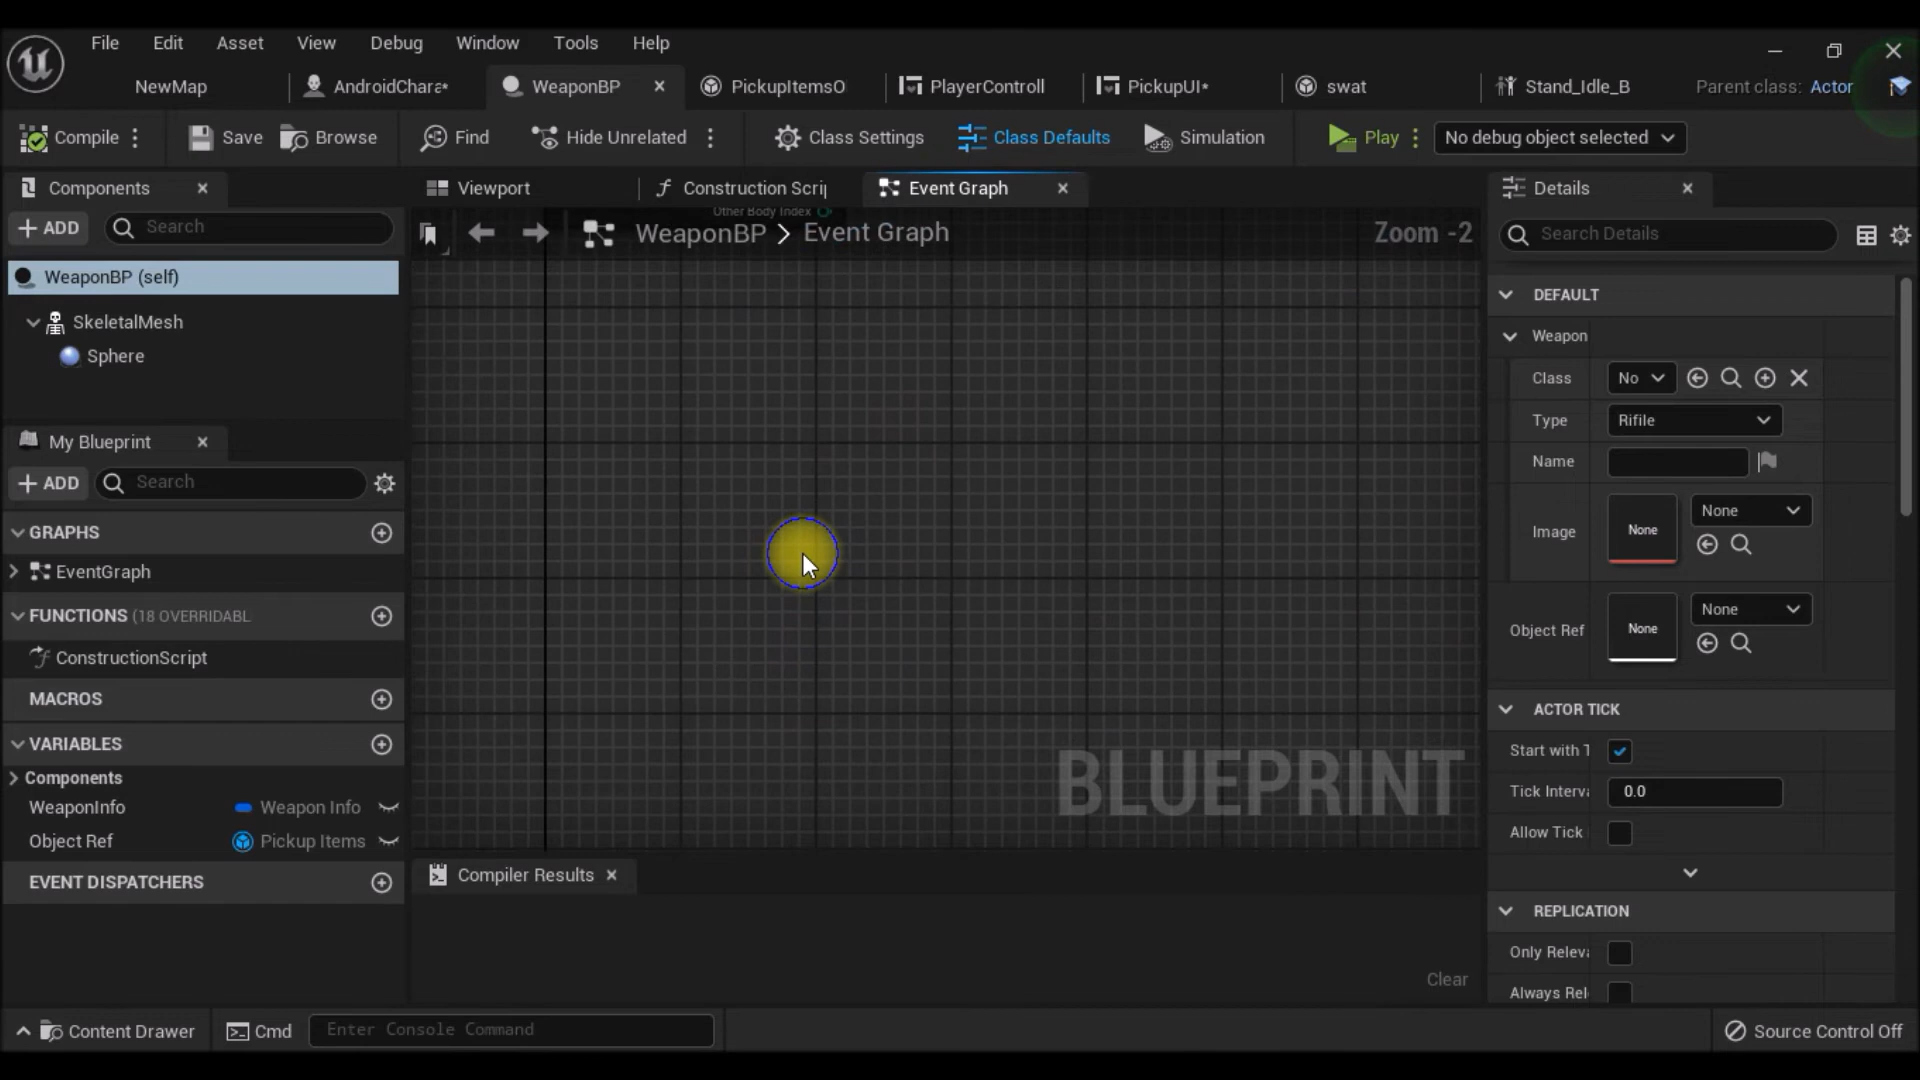 File Edit Asset View Debug Window Tools Help
NewMap AndroidChara* WeaponBP PickupItemsO PlayerControll PickupUI* swat Stand_Idle_B Parent class: Actor
Compile Save Browse Find Hide Unrelated Class Settings Class Defaults Simulation Play No debug object selected
Components Viewport Construction Scrip Event Graph Details
ADD Search Other Body Index
WeaponBP > Event Graph Zoom -2 Search Details
WeaponBP (self)
DEFAULT
SkeletalMesh
Weapon
Sphere
Class No
Type Rifile
My Blueprint
Name
ADD Search
Image None None
GRAPHS
EventGraph
FUNCTIONS (18 OVERRIDABL
Object Ref None None
ConstructionScript
MACROS
ACTOR TICK
VARIABLES
Start with T
Components
Tick Interva 0.0
WeaponInfo Weapon Info
BLUEPRINT
Allow Tick
Object Ref Pickup Items
EVENT DISPATCHERS
Compiler Results
REPLICATION
Only Releva
Clear
Always Rel
Content Drawer Cmd Enter Console Command Source Control Off